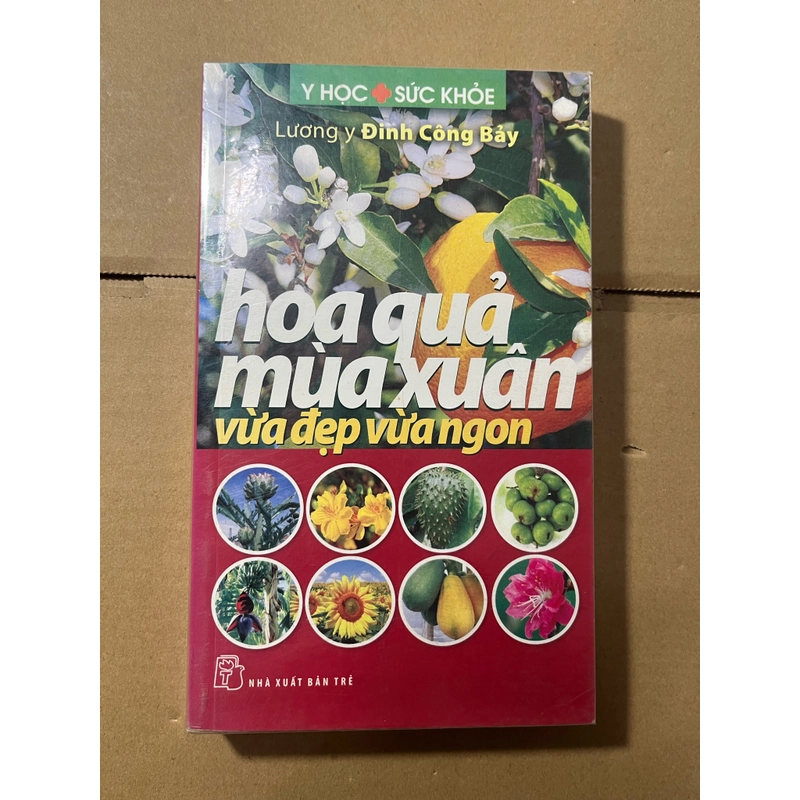 Y HỌC SỨC KHỎE
Lương y Đinh Công Bảy
hoa quả
mùa xuân
vừa đẹp vừa ngon
T
NHÀ XUẤT BẢN TRẺ